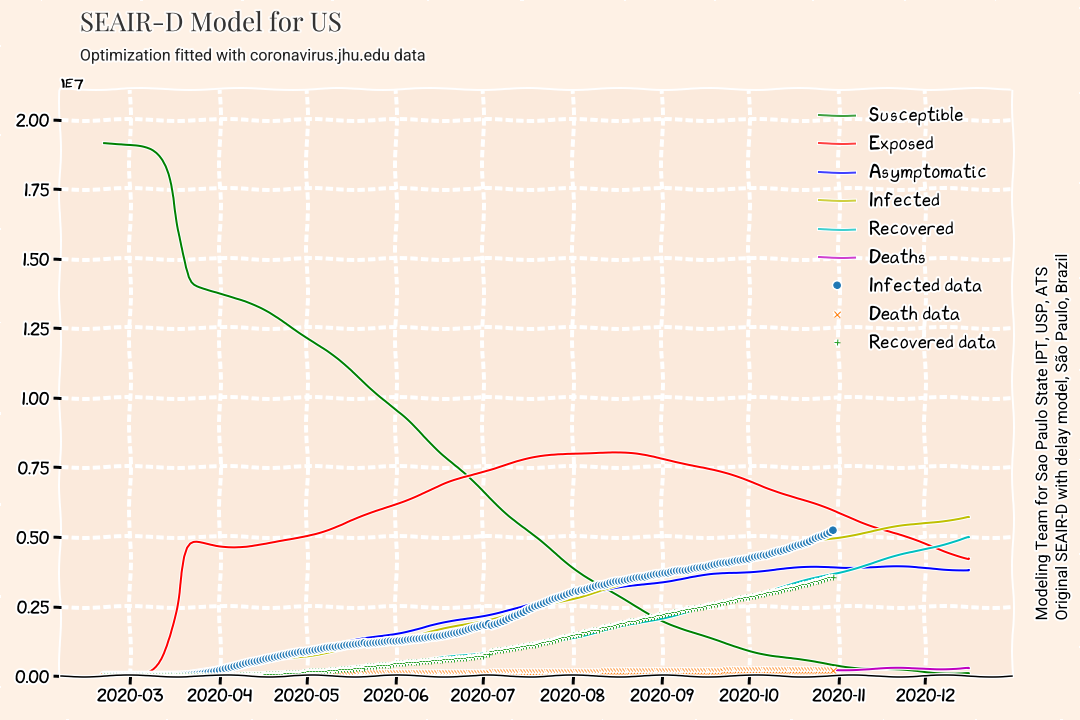 SEAIR-D Model for US
Optimization fitted with coronavirus.jhu.edu data
1E7
2.00
1.75
1.50
1.25
1.00
0.75
0.50
0.25
0.00
2020-03
2020-04
2020-05
2020-06
2020-07
2020-08
2020-09
2020-10
2020-11
2020-12
Susceptible
Exposed
Asymptomatic
Infected
Recovered
Deaths
Infected data
Death data
Recovered data
Modeling Team for Sao Paulo State IPT, USP, ATS
Original SEAIR-D with delay model, São Paulo, Brazil